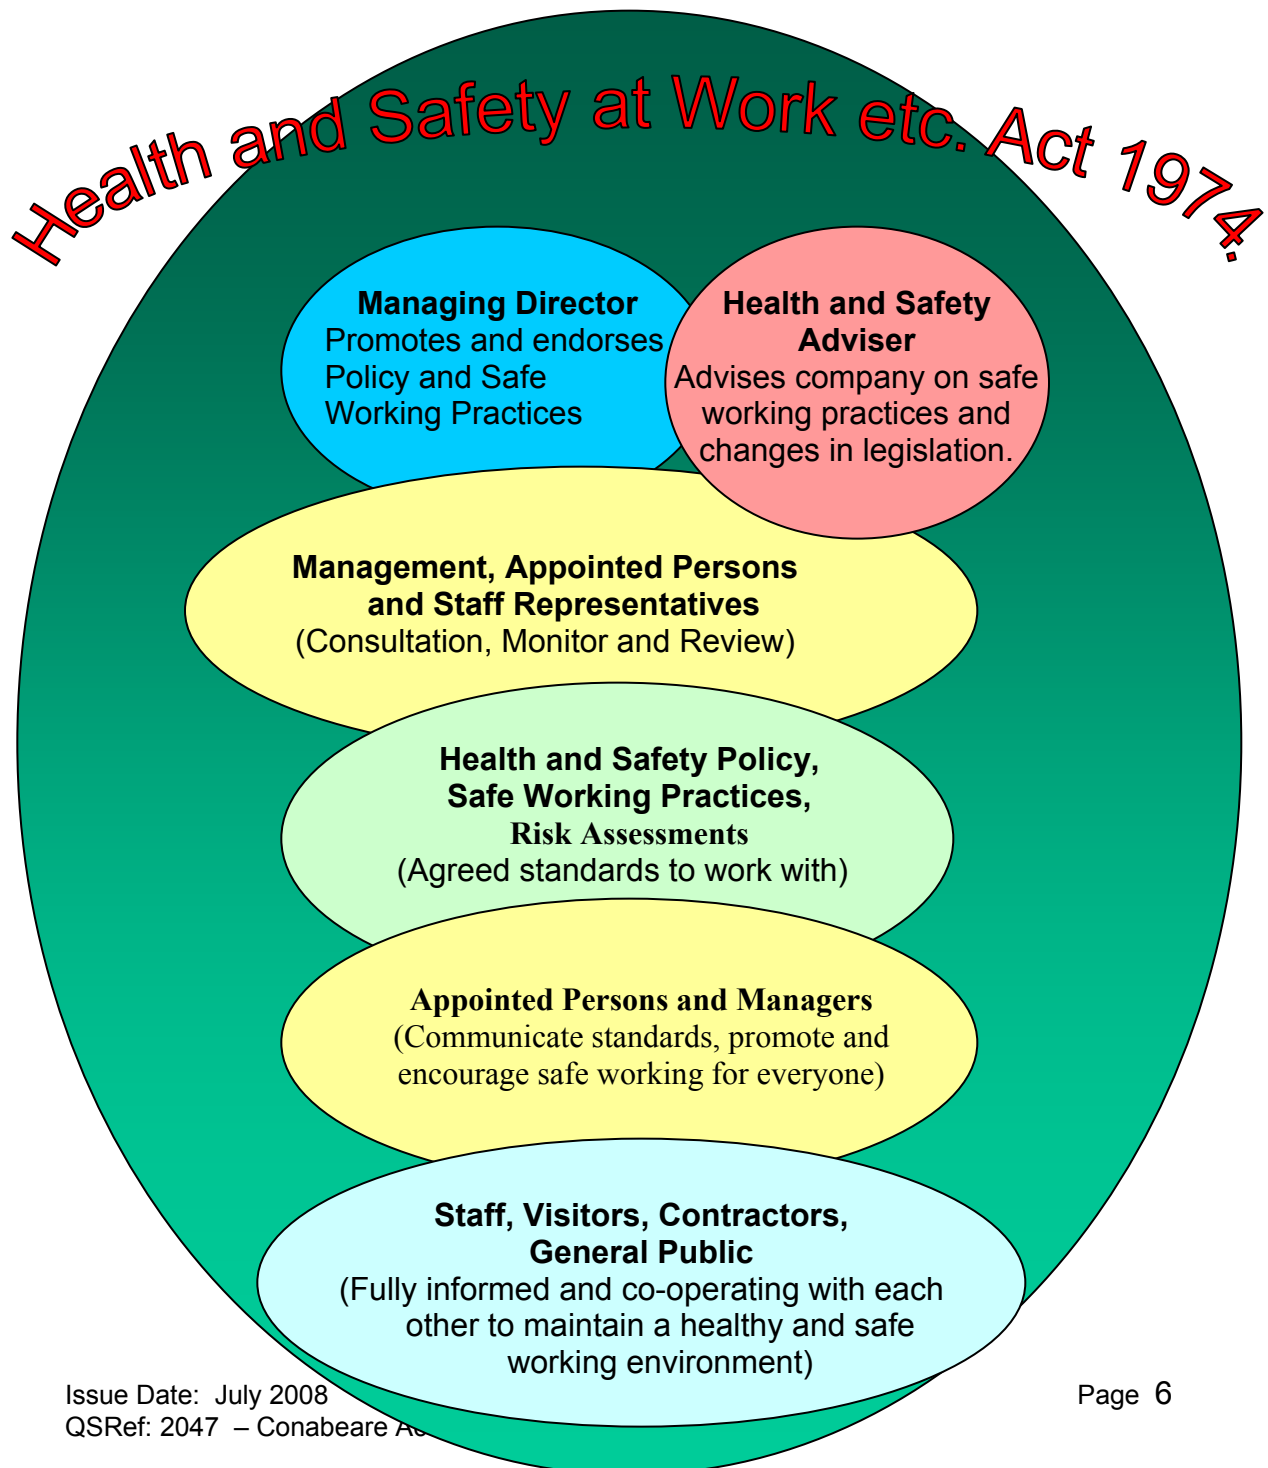 Health and Safety at Work etc. Act 1974.
Managing Director
Promotes and endorses
Policy and Safe
Working Practices
Health and Safety
Adviser
Advises company on safe
working practices and
changes in legislation.
Management, Appointed Persons
and Staff Representatives
(Consultation, Monitor and Review)
Health and Safety Policy,
Safe Working Practices,
Risk Assessments
(Agreed standards to work with)
Appointed Persons and Managers
(Communicate standards, promote and
encourage safe working for everyone)
Staff, Visitors, Contractors,
General Public
(Fully informed and co-operating with each
other to maintain a healthy and safe
working environment)
Issue Date: July 2008
Page 6
QSRef: 2047 – Conabeare